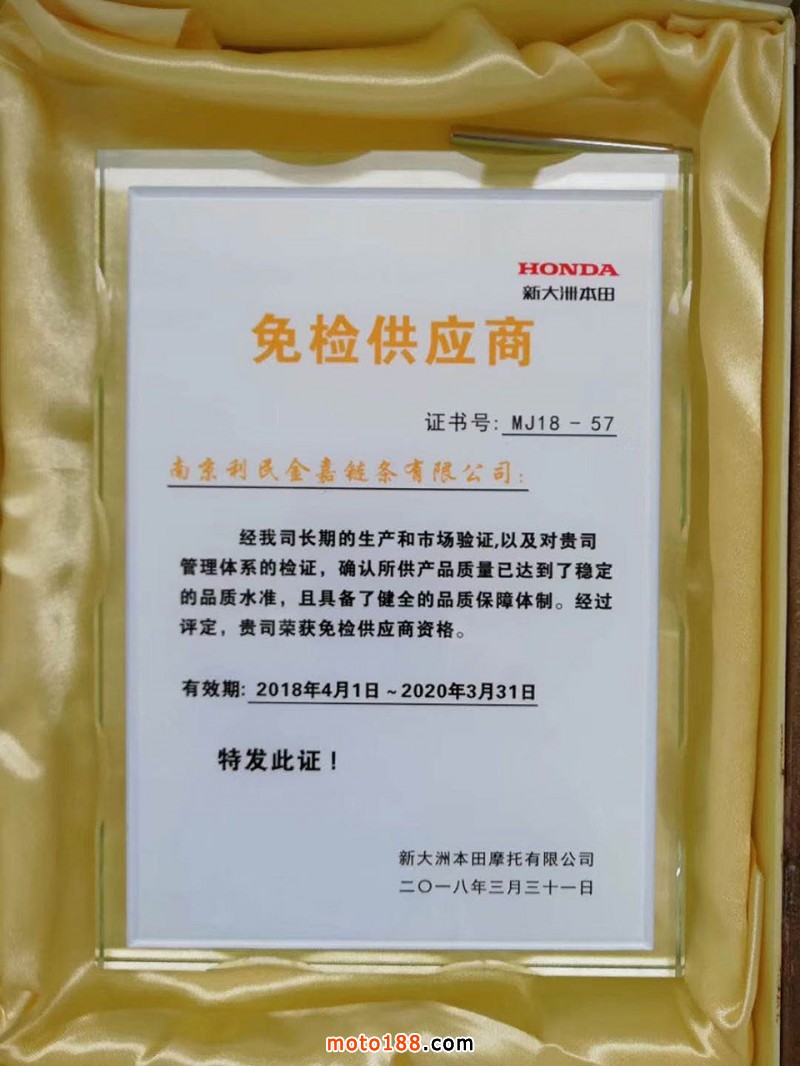 HONDA
新大洲本田
免检供应商
证书号: MJ18 - 57
南京利民金嘉链条有限公司:
经我司长期的生产和市场验证,以及对贵司
管理体系的检证，确认所供产品质量已达到了稳定
的品质水准，且具备了健全的品质保障体制。经过
评定，贵司荣获免检供应商资格。
有效期: 2018年4月1日 ~ 2020年3月31日
特发此证！
新大洲本田摩托有限公司
二〇一八年三月三十一日
moto188.com